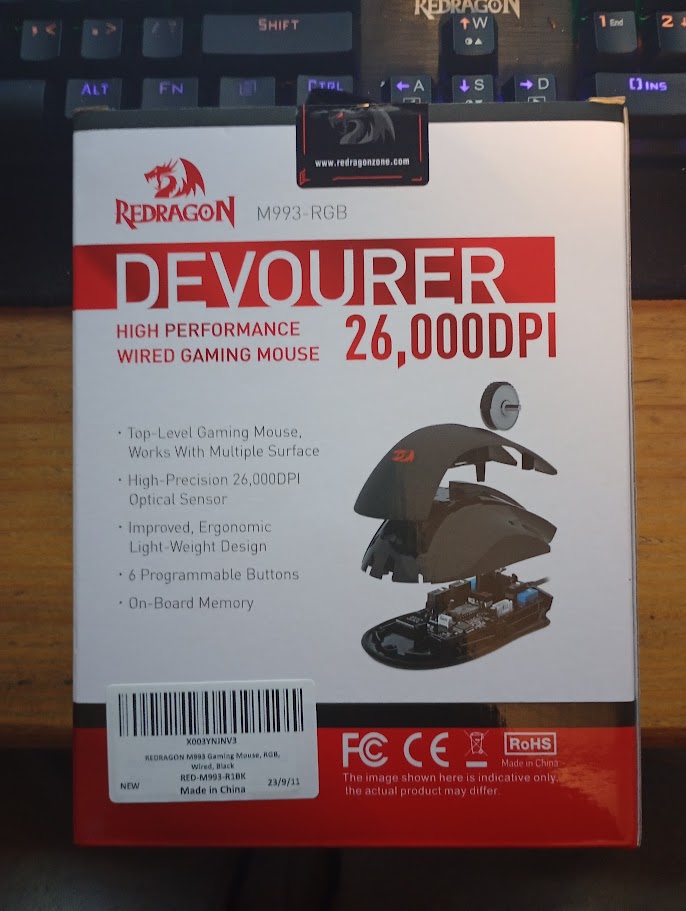 REDRAGON
SHIFT
↑W
1 End
2
ALT
FN
CTRL
←A
↓S
→D
INS
www.redragonzone.com
REDRAGON M993-RGB
DEVOURER
HIGH PERFORMANCE
WIRED GAMING MOUSE
26,000DPI
· Top-Level Gaming Mouse,
Works With Multiple Surface
· High-Precision 26,000DPI
Optical Sensor
· Improved, Ergonomic
Light-Weight Design
· 6 Programmable Buttons
· On-Board Memory
X003YNJNV3
REDRAGON M993 Gaming Mouse, RGB,
Wired, Black
RED-M993-R1BK
NEW
23/9/11
Made in China
FC CE RoHS
Made in China
The image shown here is indicative only.
the actual product may differ.